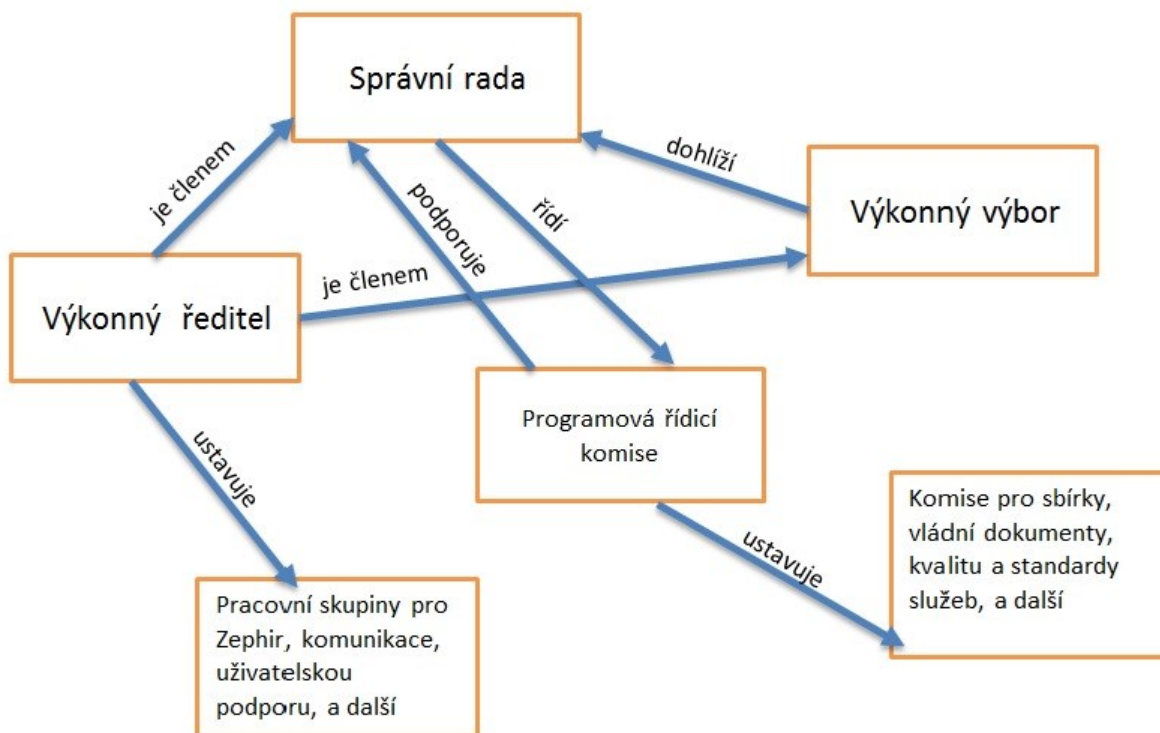 Správní rada
dohlíží
Výkonný výbor
je členem
podporuje
řídí
je členem
Výkonný ředitel
Programová řídicí
komise
ustavuje
Komise pro sbírky,
vládní dokumenty,
kvalitu a standardy
služeb, a další
ustavuje
Pracovní skupiny pro
Zephir, komunikace,
uživatelskou
podporu, a další